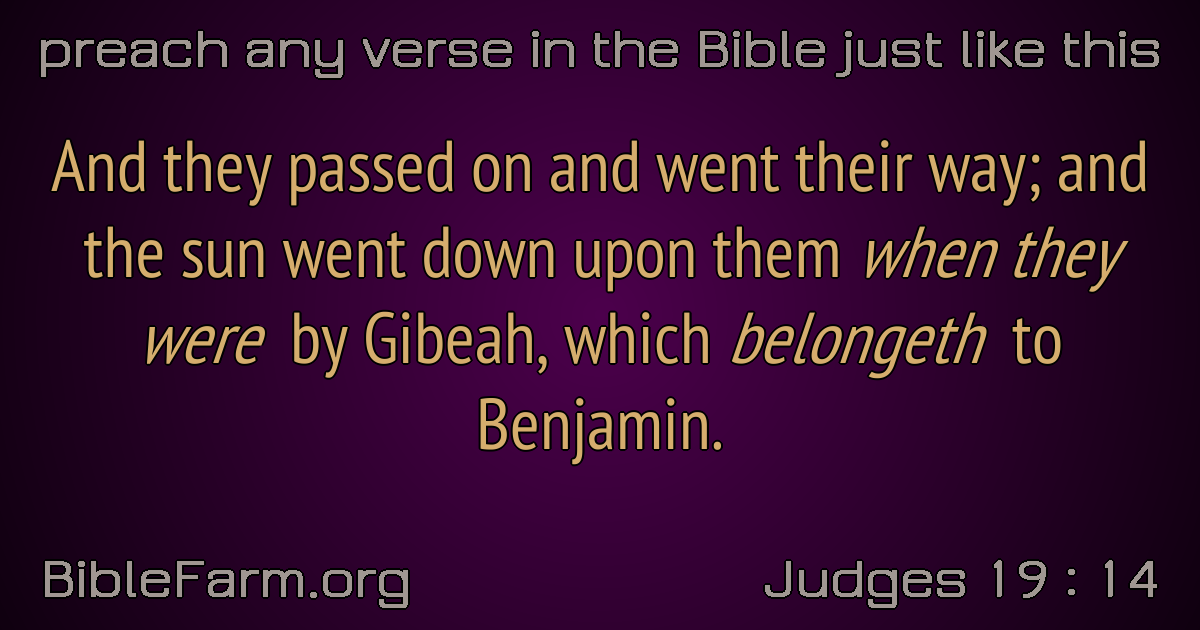 preach any verse in the Bible just like this
And they passed on and went their way; and
the sun went down upon them when they
were by Gibeah, which belongeth to
Benjamin.
BibleFarm.org
Judges 19 : 14